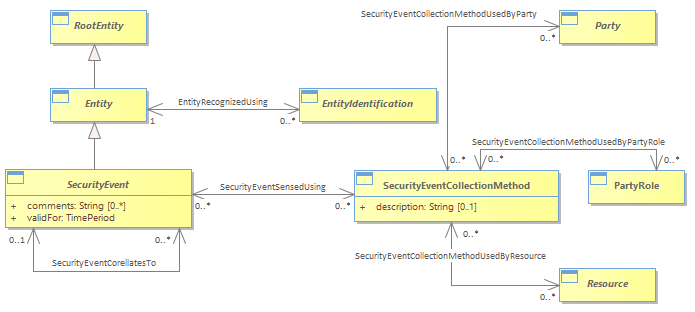 SecurityEventCollectionMethodUsedByParty
RootEntity
Party
0..*
Entity
EntityRecognizedUsing
EntityIdentification
1
0..*
SecurityEventCollectionMethodUsedByPartyRole
0..*
0..*
0..*
SecurityEvent
SecurityEventSensedUsing
SecurityEventCollectionMethod
PartyRole
+ comments: String [0..*]
+ validFor: TimePeriod
0..*
0..*
+ description: String [0..1]
0..1
0..*
0..*
SecurityEventCorellatesTo
SecurityEventCollectionMethodUsedByResource
Resource
0..*